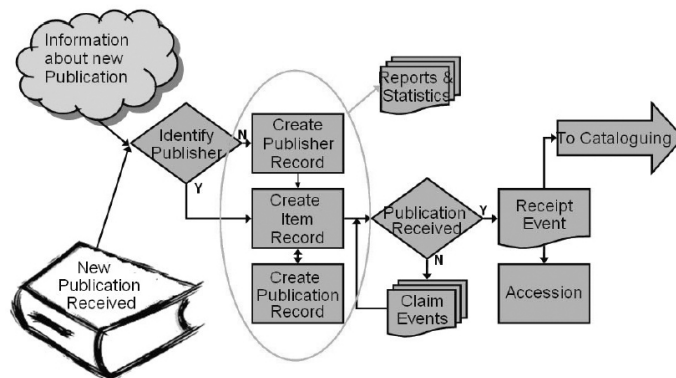 Information
about new
Publication
Reports &
Statistics
Identify
Publisher
N
Create
Publisher
Record
To Cataloguing
Y
Create
Item
Record
Publication
Received
Y
Receipt
Event
N
New
Publication
Received
Create
Publication
Record
Claim
Events
Accession